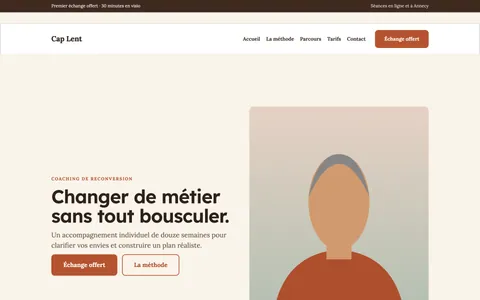 Premier échange offert · 30 minutes en visio
Séances en ligne et à Annecy
Cap Lent
Accueil
La méthode
Parcours
Tarifs
Contact
Échange offert
COACHING DE RECONVERSION
Changer de métier
sans tout bousculer.
Un accompagnement individuel de douze semaines pour
clarifier vos envies et construire un plan réaliste.
Échange offert
La méthode